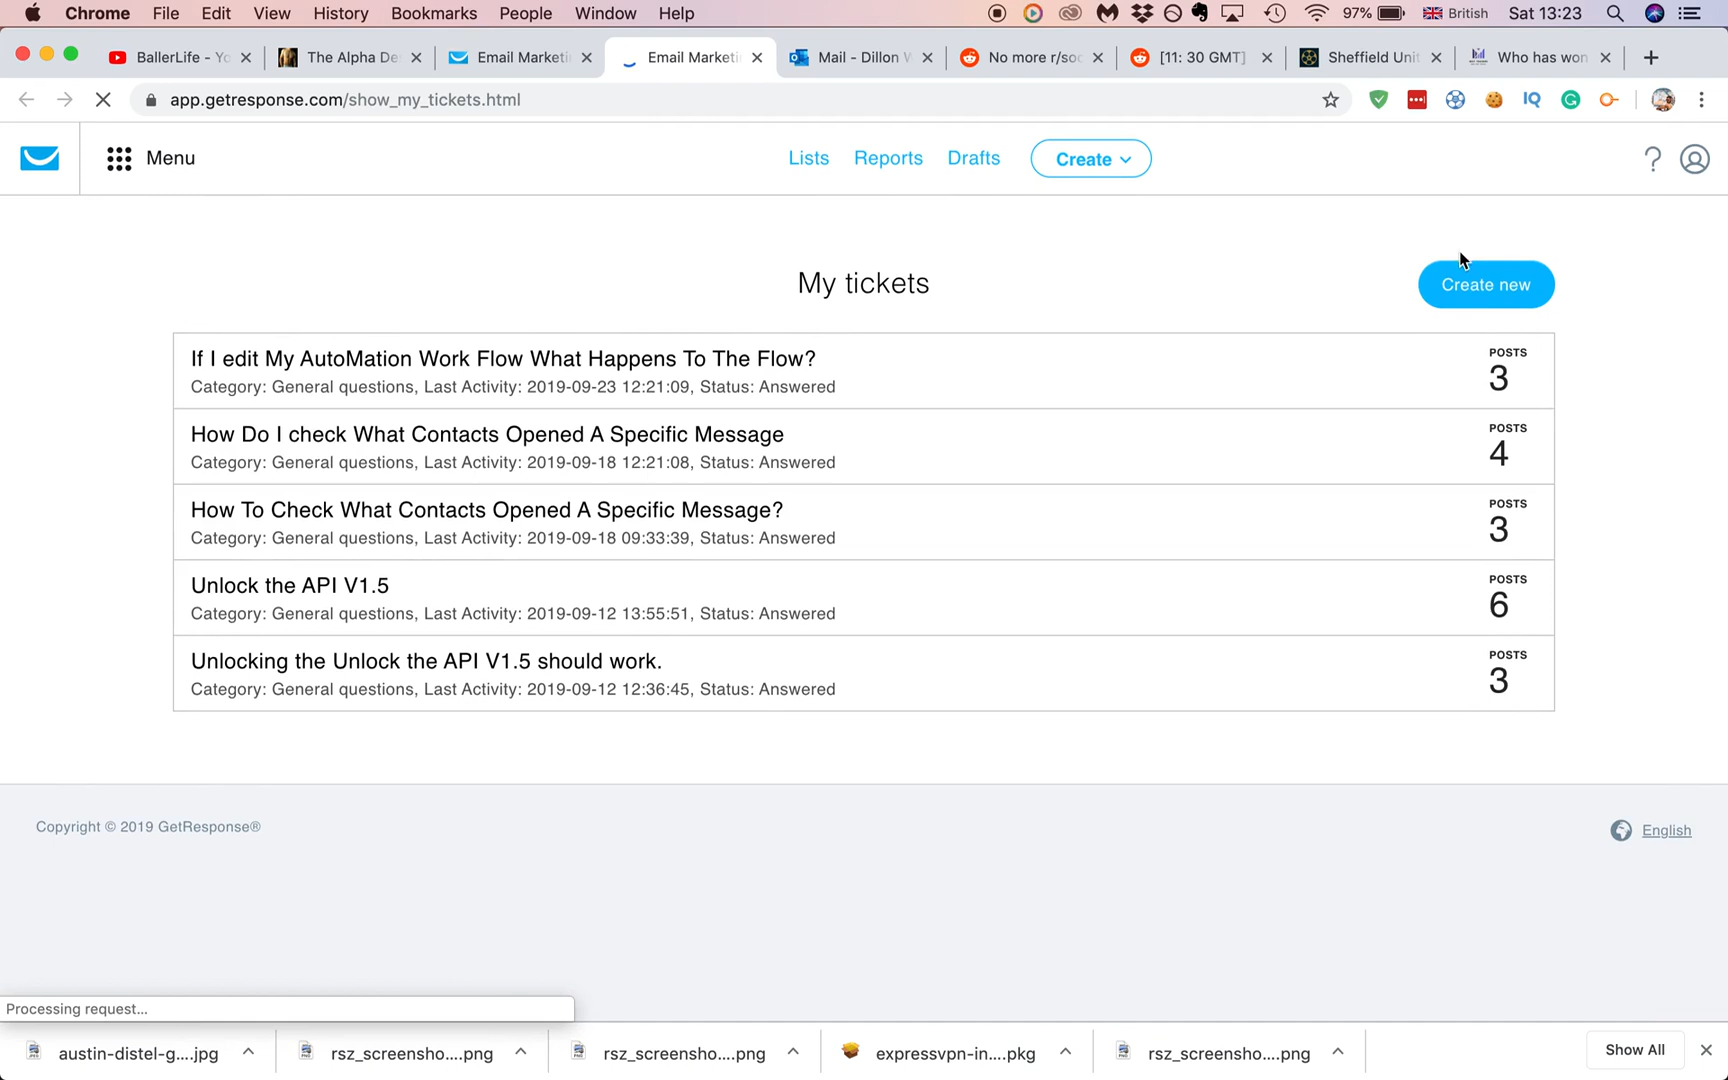 Chrome File Edit View History Bookmarks People Window Help 97% British Sat 13:23
BallerLife - Yo The Alpha De Email Marketi Email Marketi Mail - Dillon W No more r/soc [11: 30 GMT] Sheffield Unit Who has won
app.getresponse.com/show_my_tickets.html IQ
Menu Lists Reports Drafts Create ?
My tickets
Create new
If I edit My AutoMation Work Flow What Happens To The Flow?
Category: General questions, Last Activity: 2019-09-23 12:21:09, Status: Answered
POSTS
3
How Do I check What Contacts Opened A Specific Message
Category: General questions, Last Activity: 2019-09-18 12:21:08, Status: Answered
POSTS
4
How To Check What Contacts Opened A Specific Message?
Category: General questions, Last Activity: 2019-09-18 09:33:39, Status: Answered
POSTS
3
Unlock the API V1.5
Category: General questions, Last Activity: 2019-09-12 13:55:51, Status: Answered
POSTS
6
Unlocking the Unlock the API V1.5 should work.
Category: General questions, Last Activity: 2019-09-12 12:36:45, Status: Answered
POSTS
3
Copyright © 2019 GetResponse®
English
Processing request...
austin-distel-g....jpg rsz_screensho....png rsz_screensho....png expressvpn-in....pkg rsz_screensho....png Show All